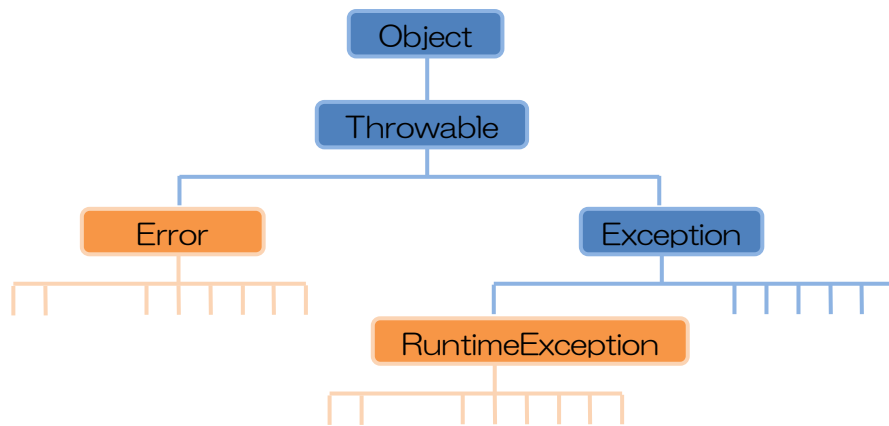 Object
Throwable
Error
Exception
RuntimeException